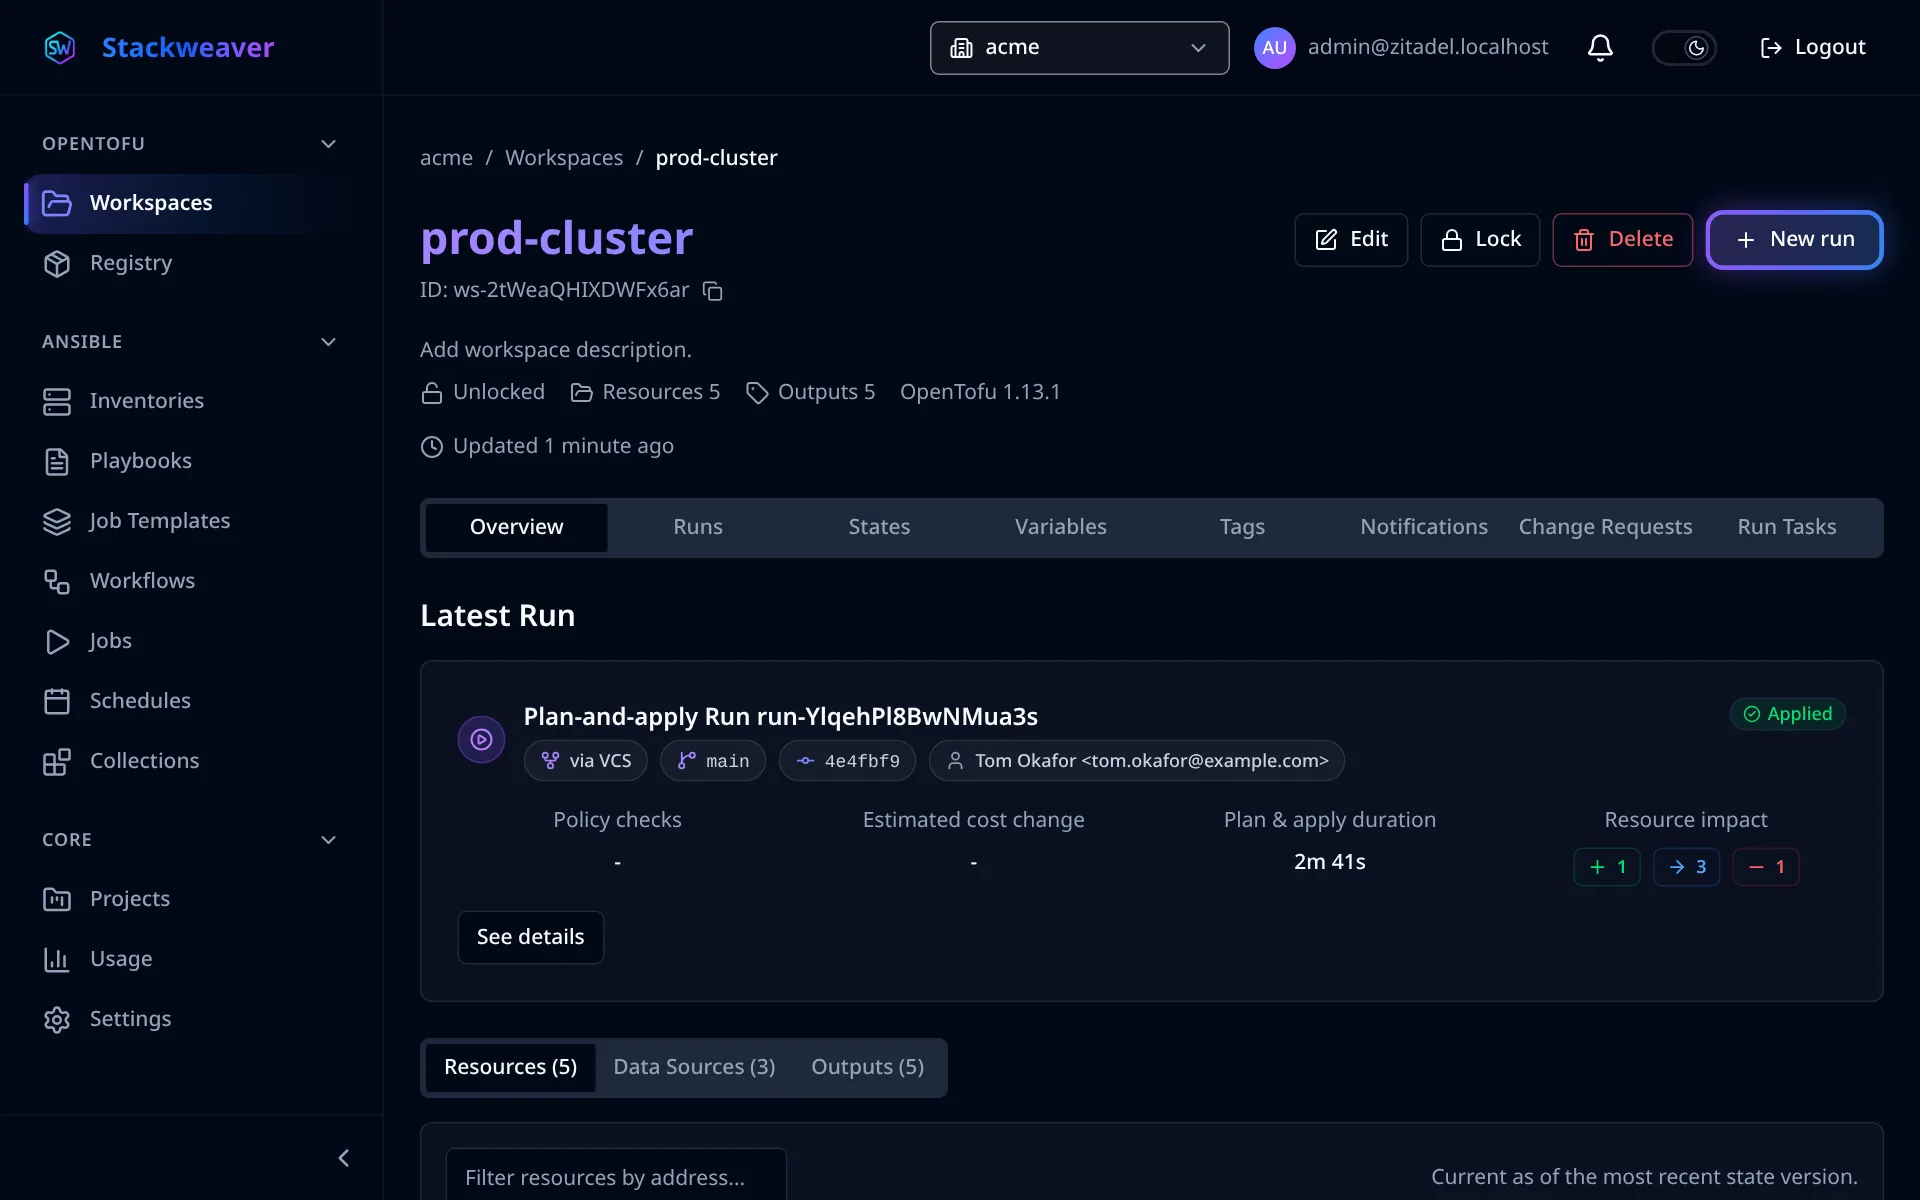 Stackweaver
acme
AU
admin@zitadel.localhost
Logout
OPENTOFU
Workspaces
Registry
ANSIBLE
Inventories
Playbooks
Job Templates
Workflows
Jobs
Schedules
Collections
CORE
Projects
Usage
Settings
acme / Workspaces / prod-cluster
prod-cluster
Edit
Lock
Delete
New run
ID: ws-2tWeaQHIXDWFx6ar
Add workspace description.
Unlocked Resources 5 Outputs 5 OpenTofu 1.13.1
Updated 1 minute ago
Overview Runs States Variables Tags Notifications Change Requests Run Tasks
Latest Run
Plan-and-apply Run run-YlqehPl8BwNMua3s
Applied
via VCS main 4e4fbf9 Tom Okafor <tom.okafor@example.com>
Policy checks Estimated cost change Plan & apply duration Resource impact
- - 2m 41s + 1 → 3 − 1
See details
Resources (5) Data Sources (3) Outputs (5)
Filter resources by address...
Current as of the most recent state version.